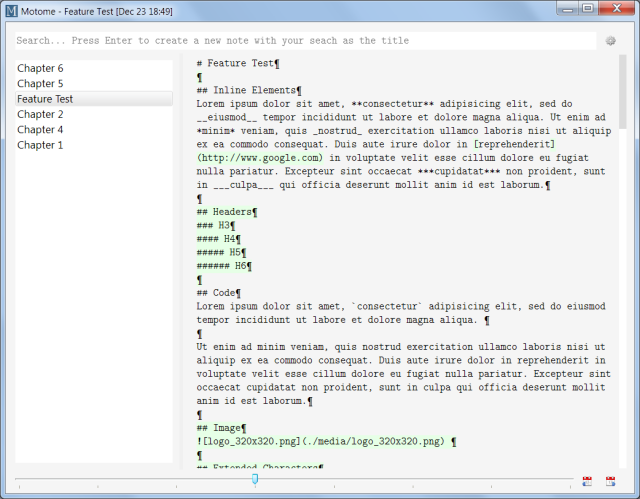 Motome - Feature Test [Dec 23 18:49]
Search... Press Enter to create a new note with your seach as the title
Chapter 6
Chapter 5
Feature Test
Chapter 2
Chapter 4
Chapter 1
# Feature Test¶
¶
## Inline Elements¶
Lorem ipsum dolor sit amet, **consectetur** adipisicing elit, sed do
__eiusmod__ tempor incididunt ut labore et dolore magna aliqua. Ut enim ad
*minim* veniam, quis _nostrud_ exercitation ullamco laboris nisi ut aliquip
ex ea commodo consequat. Duis aute irure dolor in [reprehenderit]
(http://www.google.com) in voluptate velit esse cillum dolore eu fugiat
nulla pariatur. Excepteur sint occaecat ***cupidatat*** non proident, sunt
in ___culpa___ qui officia deserunt mollit anim id est laborum.¶
¶
## Headers¶
### H3¶
#### H4¶
##### H5¶
###### H6¶
¶
## Code¶
Lorem ipsum dolor sit amet, `consectetur` adipisicing elit, sed do eiusmod
tempor incididunt ut labore et dolore magna aliqua. ¶
¶
Ut enim ad minim veniam, quis nostrud exercitation ullamco laboris nisi ut
aliquip ex ea commodo consequat. Duis aute irure dolor in reprehenderit in
voluptate velit esse cillum dolore eu fugiat nulla pariatur. Excepteur sint
occaecat cupidatat non proident, sunt in culpa qui officia deserunt mollit
anim id est laborum.¶
¶
## Image¶
![logo_320x320.png](./media/logo_320x320.png) ¶
¶
## Extended Characters¶